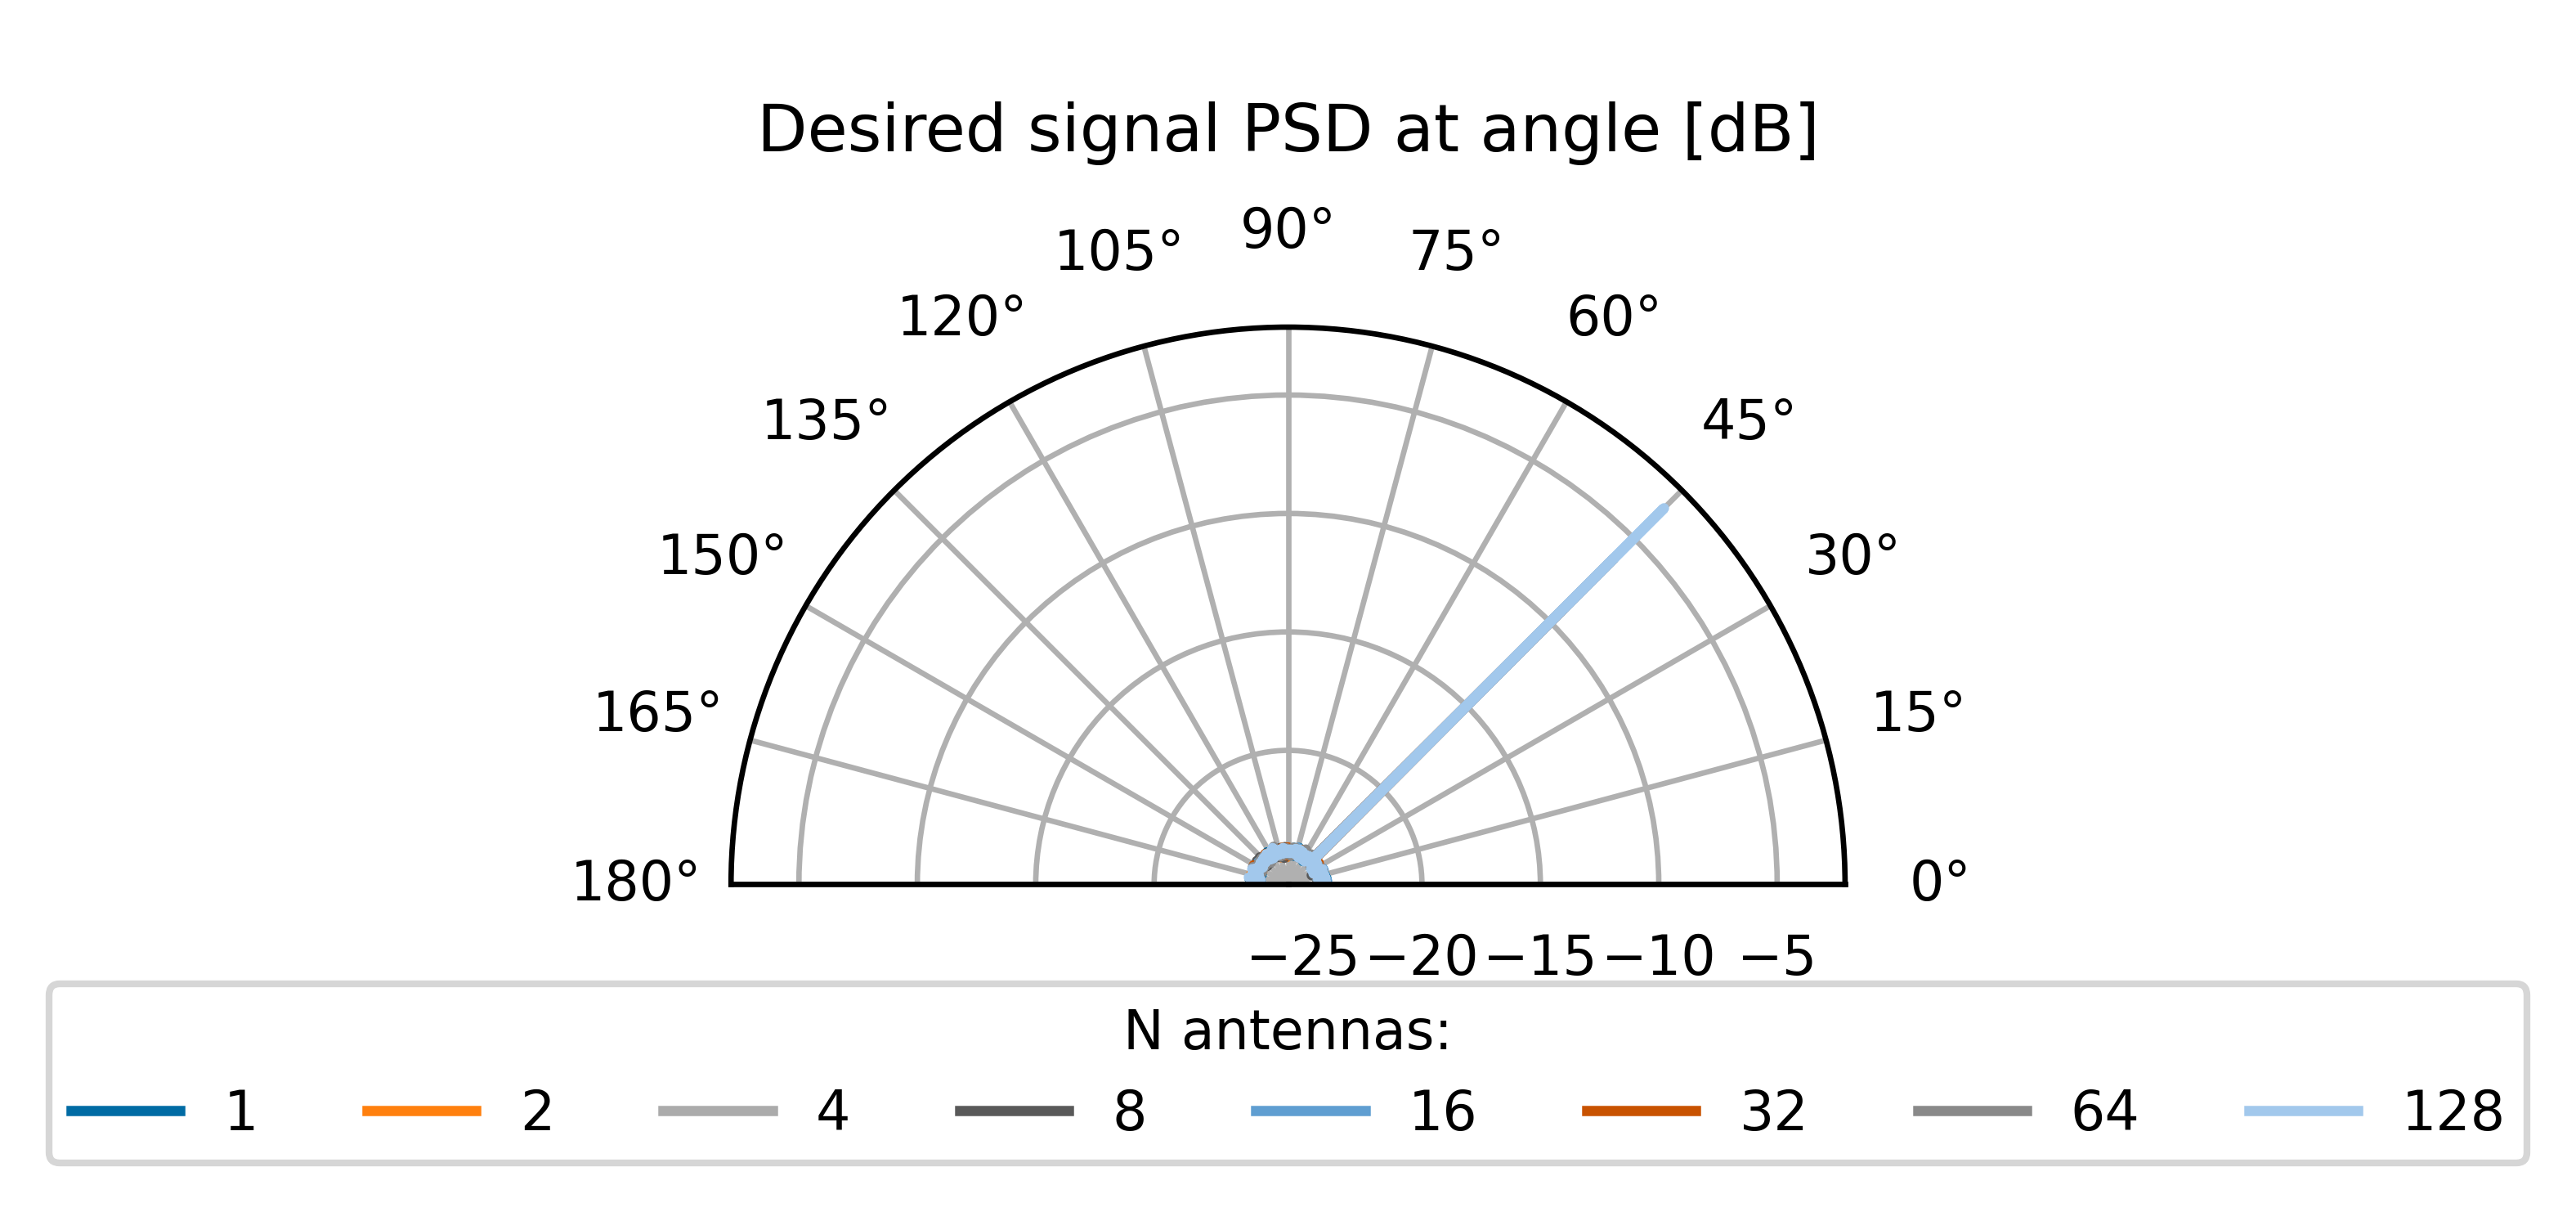 Desired signal PSD at angle [dB]
90°
105° 75°
120° 60°
135° 45°
150° 30°
165° 15°
180° 0°
−25 −20 −15 −10 −5
N antennas:
1 2 4 8 16 32 64 128